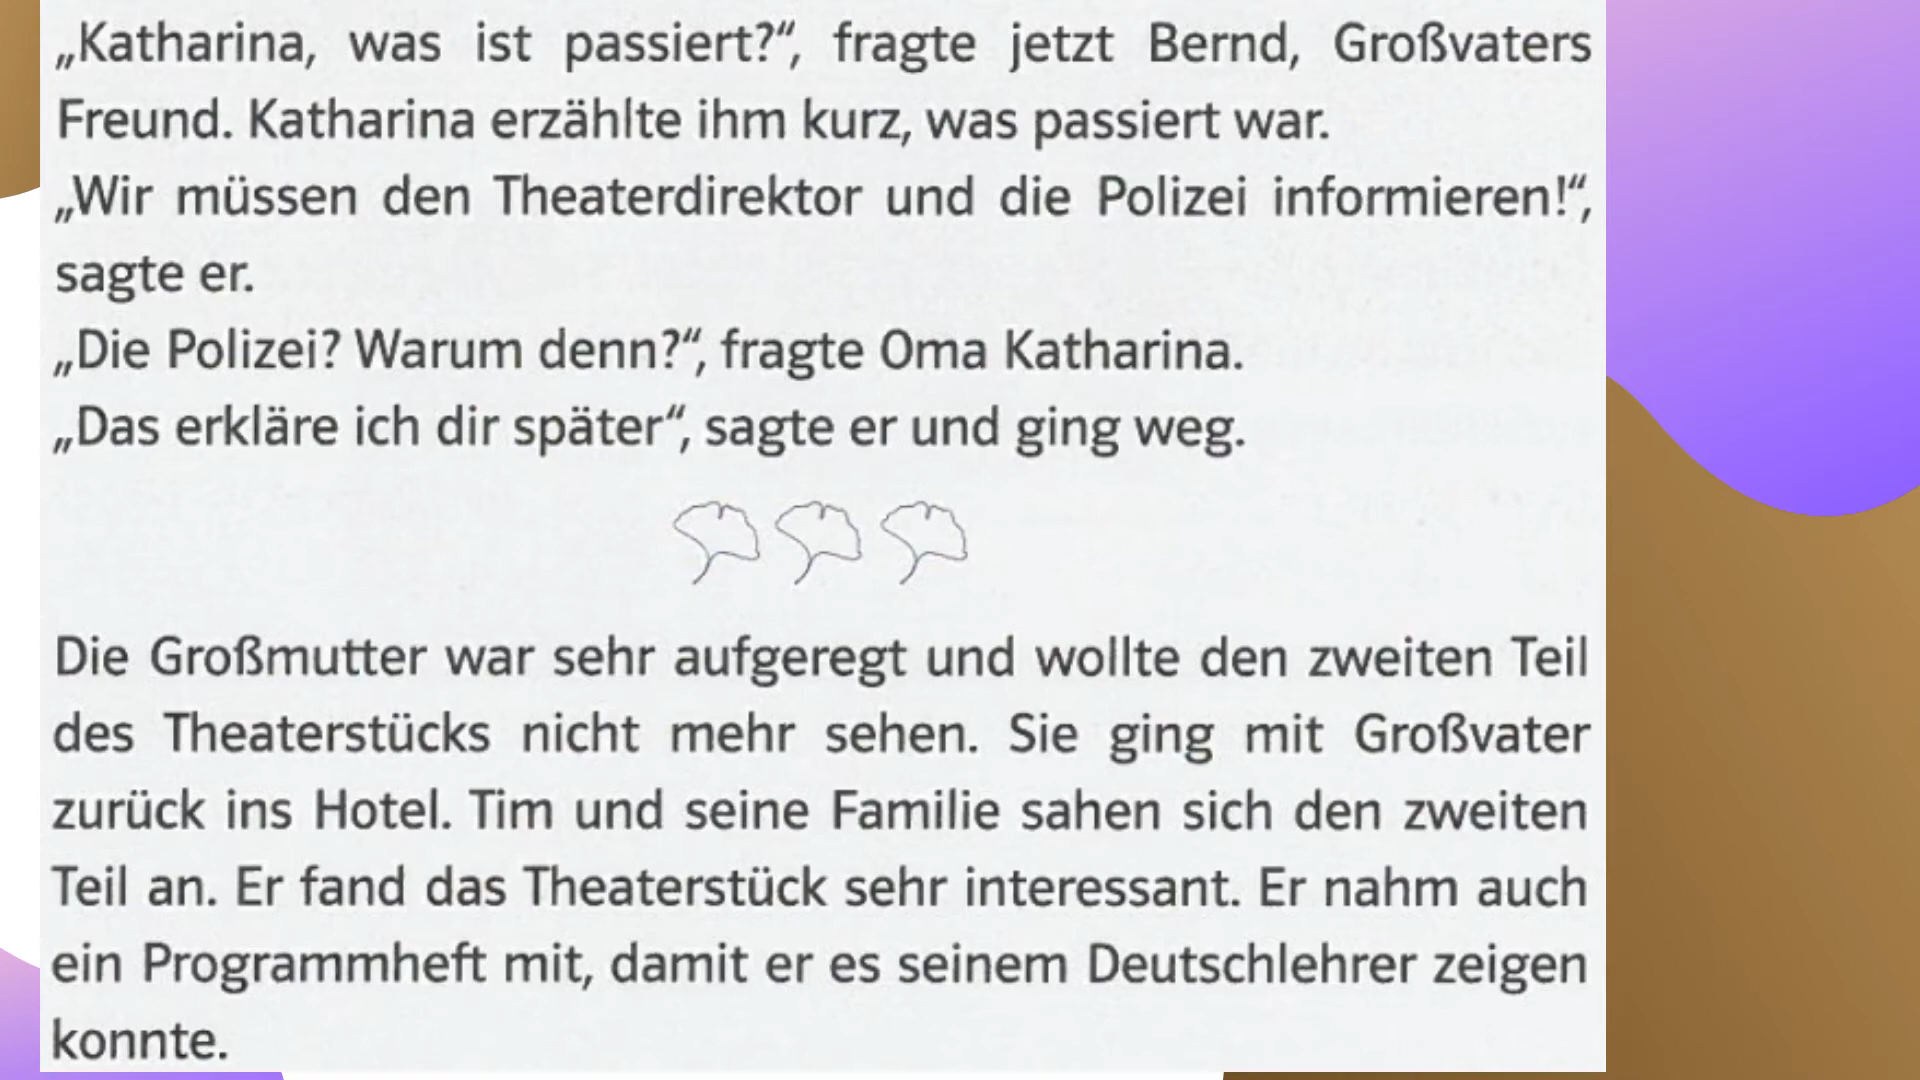 „Katharina, was ist passiert?“, fragte jetzt Bernd, Großvaters
Freund. Katharina erzählte ihm kurz, was passiert war.
„Wir müssen den Theaterdirektor und die Polizei informieren!“,
sagte er.
„Die Polizei? Warum denn?“, fragte Oma Katharina.
„Das erkläre ich dir später“, sagte er und ging weg.
Die Großmutter war sehr aufgeregt und wollte den zweiten Teil
des Theaterstücks nicht mehr sehen. Sie ging mit Großvater
zurück ins Hotel. Tim und seine Familie sahen sich den zweiten
Teil an. Er fand das Theaterstück sehr interessant. Er nahm auch
ein Programmheft mit, damit er es seinem Deutschlehrer zeigen
konnte.